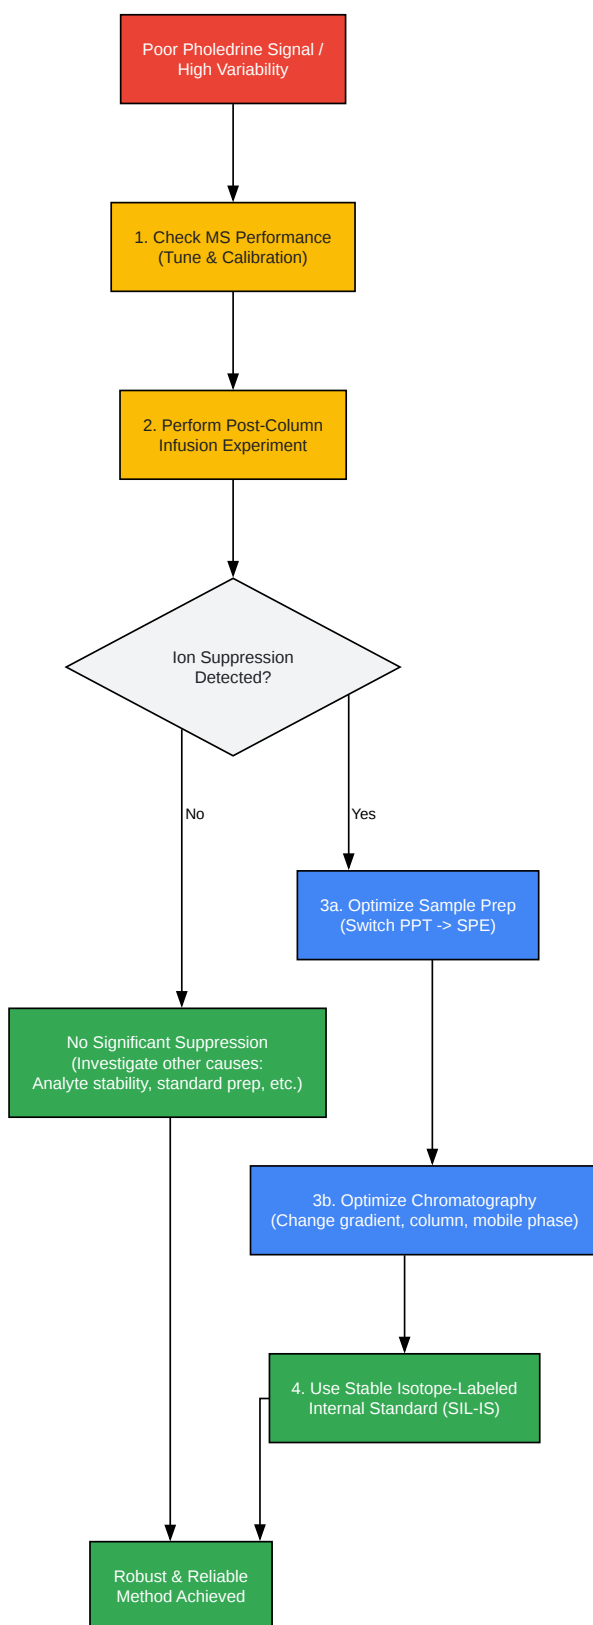 Poor Pholedrine Signal /
High Variability
1. Check MS Performance
(Tune & Calibration)
2. Perform Post-Column
Infusion Experiment
Ion Suppression
Detected?
No
Yes
3a. Optimize Sample Prep
(Switch PPT -> SPE)
No Significant Suppression
(Investigate other causes:
Analyte stability, standard prep, etc.)
3b. Optimize Chromatography
(Change gradient, column, mobile phase)
4. Use Stable Isotope-Labeled
Internal Standard (SIL-IS)
Robust & Reliable
Method Achieved